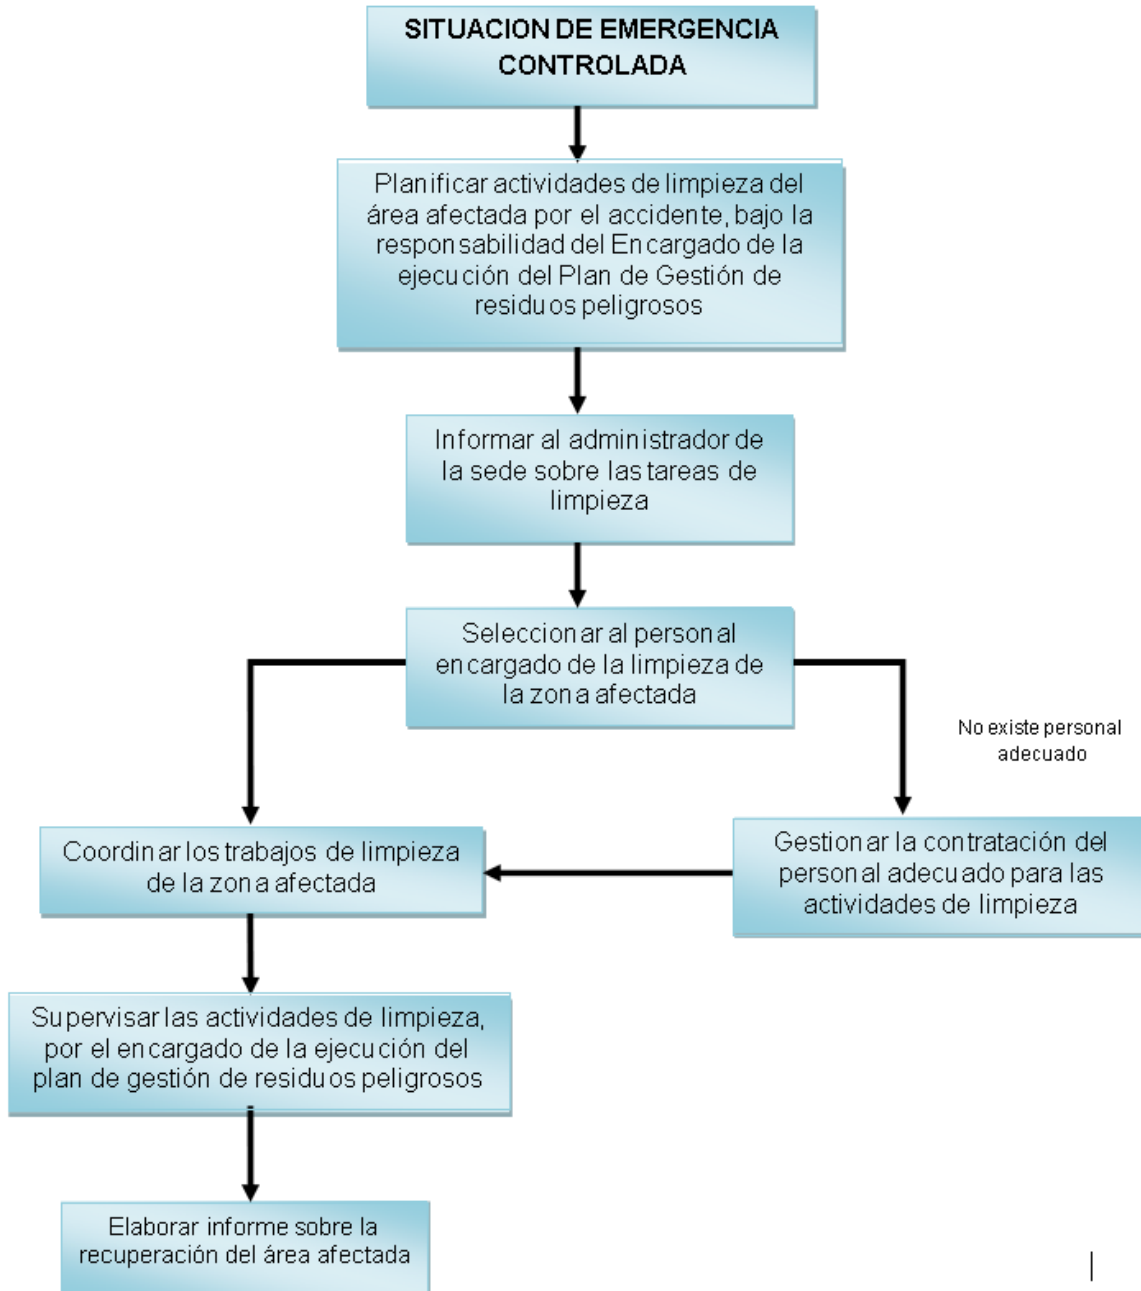 SITUACION DE EMERGENCIA
CONTROLADA
Planificar actividades de limpieza del
área afectada por el accidente, bajo la
responsabilidad del Encargado de la
ejecución del Plan de Gestión de
residuos peligrosos
Informar al administrador de
la sede sobre las tareas de
limpieza
Seleccionar al personal
encargado de la limpieza de
la zona afectada
No existe personal
adecuado
Coordinar los trabajos de limpieza
de la zona afectada
Gestionar la contratación del
personal adecuado para las
actividades de limpieza
Supervisar las actividades de limpieza,
por el encargado de la ejecución del
plan de gestión de residuos peligrosos
Elaborar informe sobre la
recuperación del área afectada